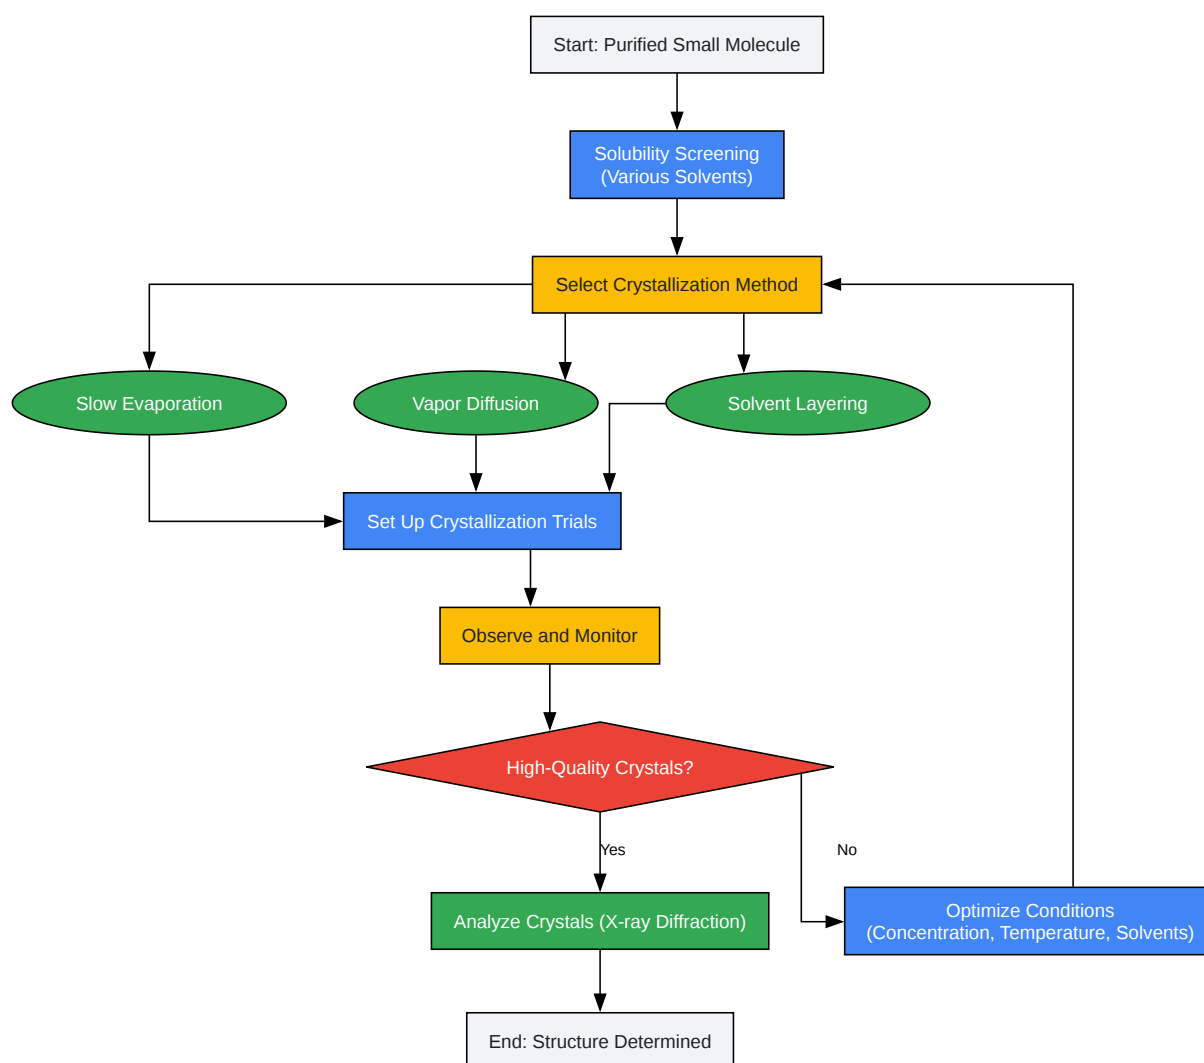 Start: Purified Small Molecule
Solubility Screening
(Various Solvents)
Select Crystallization Method
Slow Evaporation
Vapor Diffusion
Solvent Layering
Set Up Crystallization Trials
Observe and Monitor
High-Quality Crystals?
Yes
No
Analyze Crystals (X-ray Diffraction)
Optimize Conditions
(Concentration, Temperature, Solvents)
End: Structure Determined